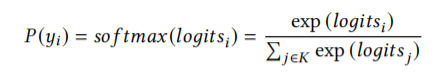 P(y_i) = softmax(logits_i) = exp (logits_i) / ∑_{j∈K} exp (logits_j)